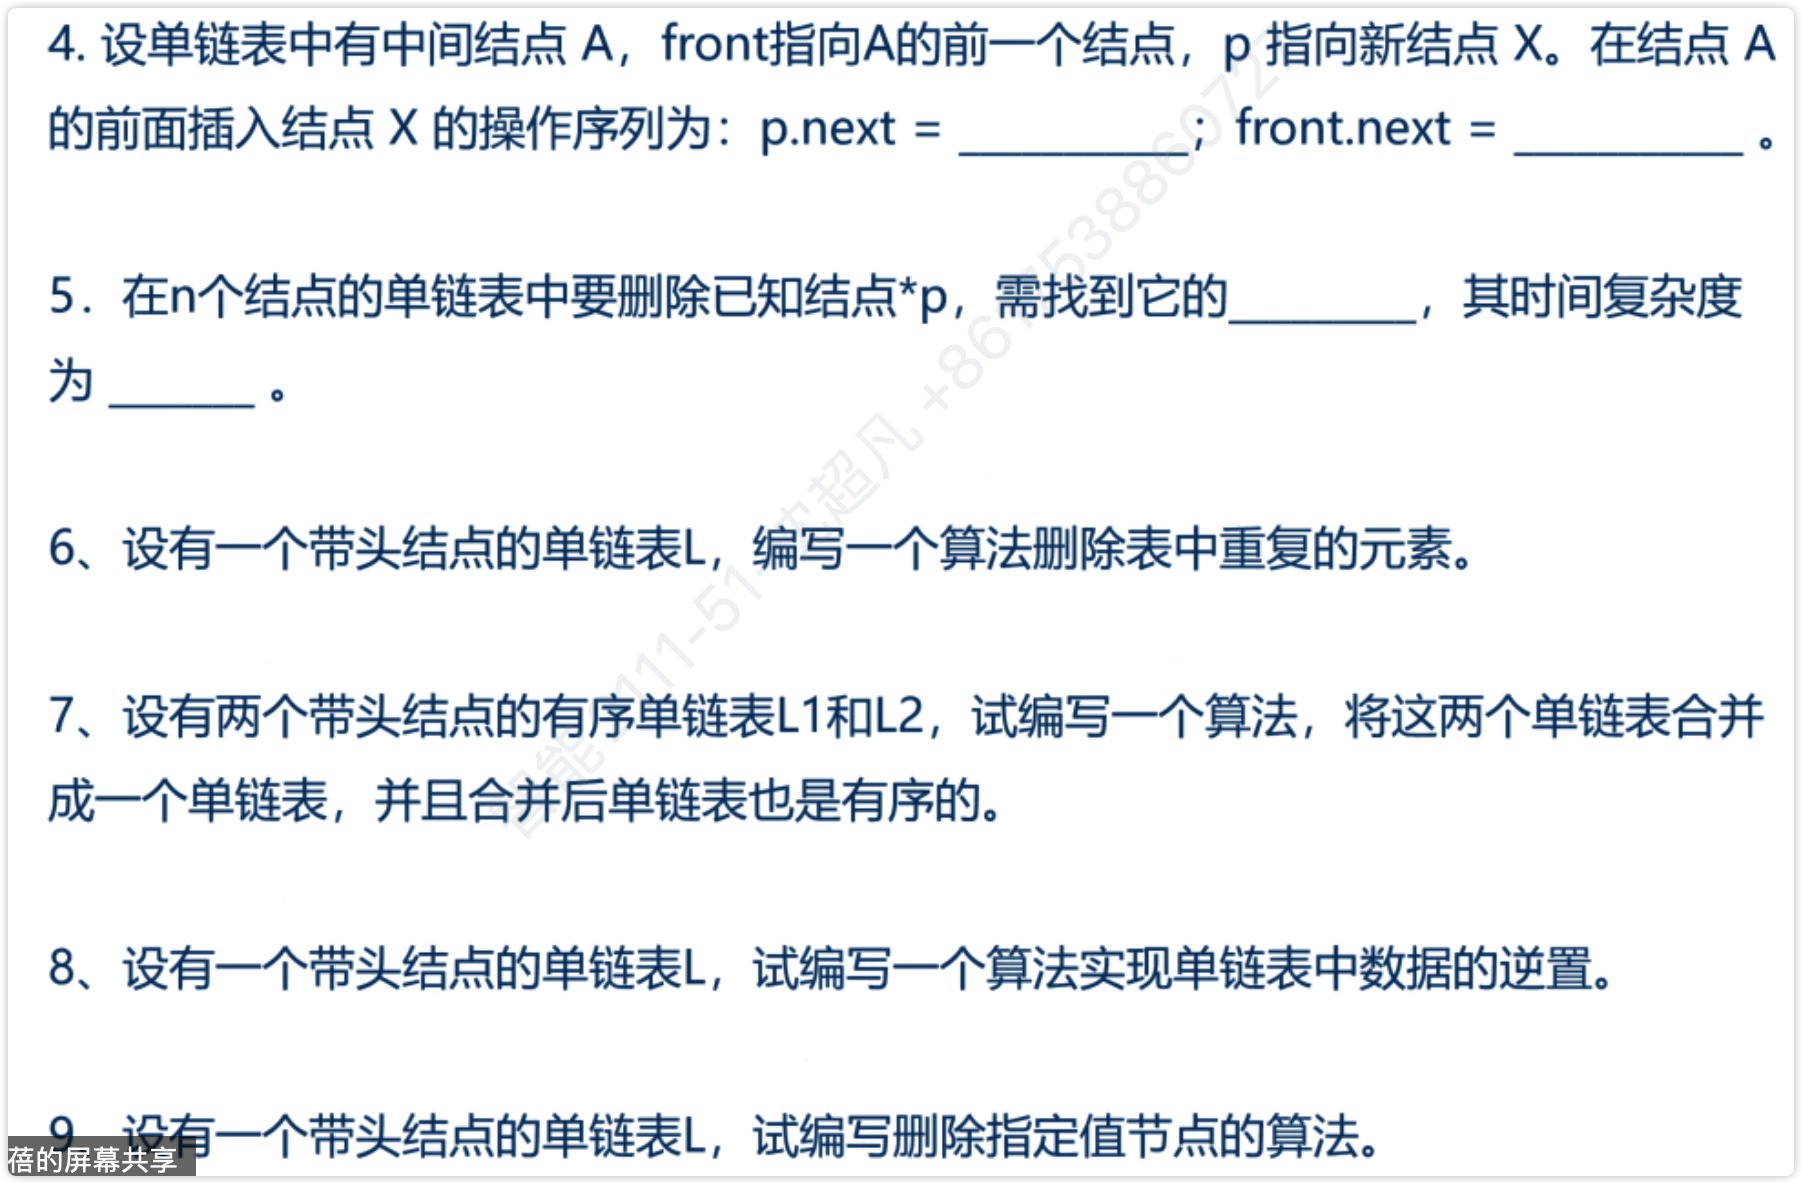 4. 设单链表中有中间结点 A，front指向A的前一个结点，p 指向新结点 X。在结点 A
的前面插入结点 X 的操作序列为：p.next = __________；front.next = __________ 。
5．在n个结点的单链表中要删除已知结点*p，需找到它的________，其时间复杂度
为 ______ 。
6、设有一个带头结点的单链表L，编写一个算法删除表中重复的元素。
7、设有两个带头结点的有序单链表L1和L2，试编写一个算法，将这两个单链表合并
成一个单链表，并且合并后单链表也是有序的。
8、设有一个带头结点的单链表L，试编写一个算法实现单链表中数据的逆置。
9、设有一个带头结点的单链表L，试编写删除指定值节点的算法。
蓓的屏幕共享